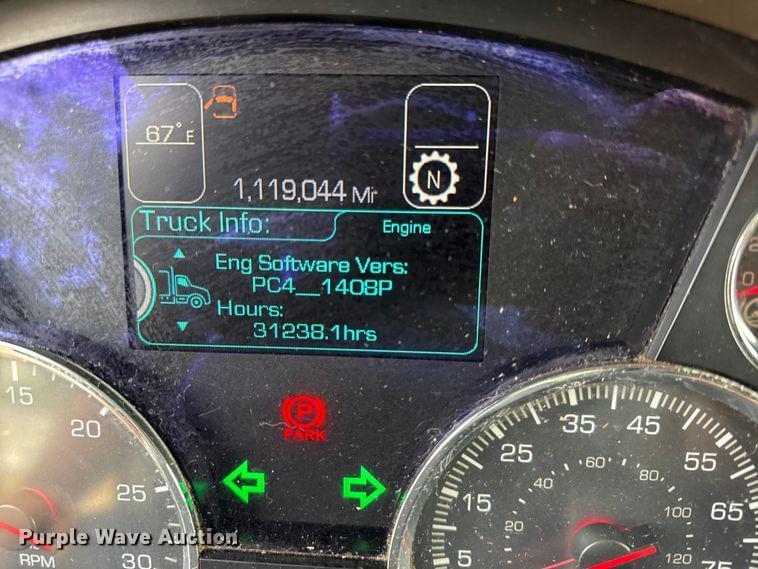 67°F
1,119,044 Mi
N
Truck Info:
Engine
Eng Software Vers:
PC4__1408P
Hours:
31238.1hrs
P
PARK
15
20
25
30
RPM
5
15
25
35
45
55
65
75
20
40
60
80
100
120
Purple Wave Auction